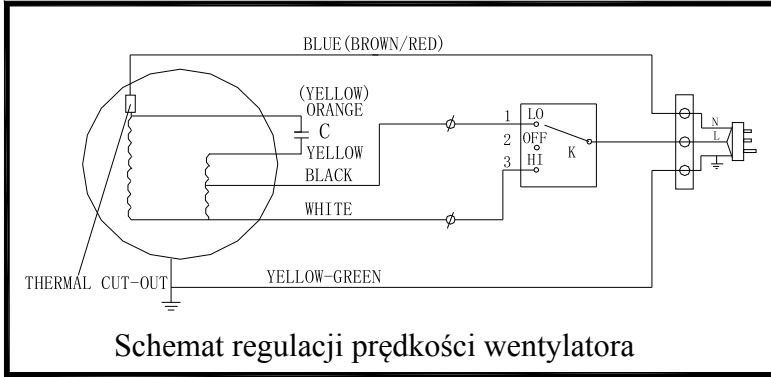 BLUE(BROWN/RED)
(YELLOW)
ORANGE
C
YELLOW
BLACK
WHITE
1 LO
2 OFF
3 HI
K
N
L
THERMAL CUT-OUT
YELLOW-GREEN
Schemat regulacji prędkości wentylatora